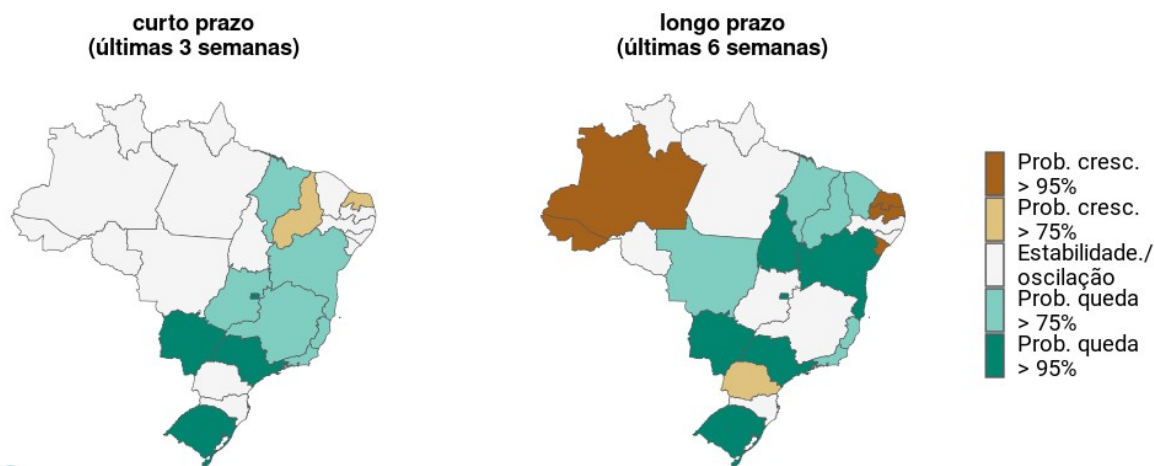 curto prazo
(últimas 3 semanas)
longo prazo
(últimas 6 semanas)
Prob. cresc.
> 95%
Prob. cresc.
> 75%
Estabilidade./
oscilação
Prob. queda
> 75%
Prob. queda
> 95%